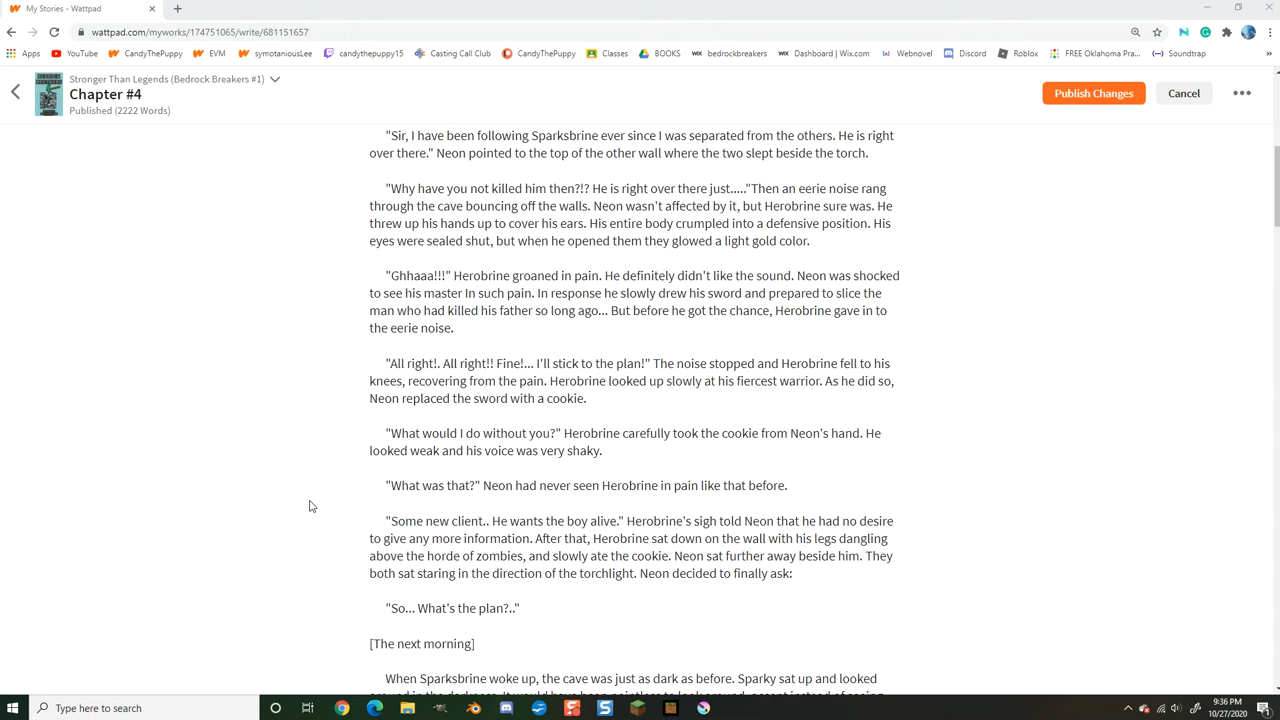 My Stories - Wattpad
wattpad.com/myworks/174751065/write/681151657
Apps YouTube CandyThePuppy EVM symotaniousLee candythepuppy15 Casting Call Club CandyThePuppy Classes BOOKS bedrockbreakers Dashboard | Wix.com Webnovel Discord Roblox FREE Oklahoma Pra... Soundtrap
Stronger Than Legends (Bedrock Breakers #1)
Chapter #4
Published (2222 Words)
Publish Changes Cancel
"Sir, I have been following Sparksbrine ever since I was separated from the others. He is right
over there." Neon pointed to the top of the other wall where the two slept beside the torch.
"Why have you not killed him then?!? He is right over there just....."Then an eerie noise rang
through the cave bouncing off the walls. Neon wasn't affected by it, but Herobrine sure was. He
threw up his hands up to cover his ears. His entire body crumpled into a defensive position. His
eyes were sealed shut, but when he opened them they glowed a light gold color.
"Ghhaaa!!!" Herobrine groaned in pain. He definitely didn't like the sound. Neon was shocked
to see his master In such pain. In response he slowly drew his sword and prepared to slice the
man who had killed his father so long ago... But before he got the chance, Herobrine gave in to
the eerie noise.
"All right!. All right!! Fine!... I'll stick to the plan!" The noise stopped and Herobrine fell to his
knees, recovering from the pain. Herobrine looked up slowly at his fiercest warrior. As he did so,
Neon replaced the sword with a cookie.
"What would I do without you?" Herobrine carefully took the cookie from Neon's hand. He
looked weak and his voice was very shaky.
"What was that?" Neon had never seen Herobrine in pain like that before.
"Some new client.. He wants the boy alive." Herobrine's sigh told Neon that he had no desire
to give any more information. After that, Herobrine sat down on the wall with his legs dangling
above the horde of zombies, and slowly ate the cookie. Neon sat further away beside him. They
both sat staring in the direction of the torchlight. Neon decided to finally ask:
"So... What's the plan?.."
[The next morning]
When Sparksbrine woke up, the cave was just as dark as before. Sparky sat up and looked
Type here to search
9:36 PM
10/27/2020